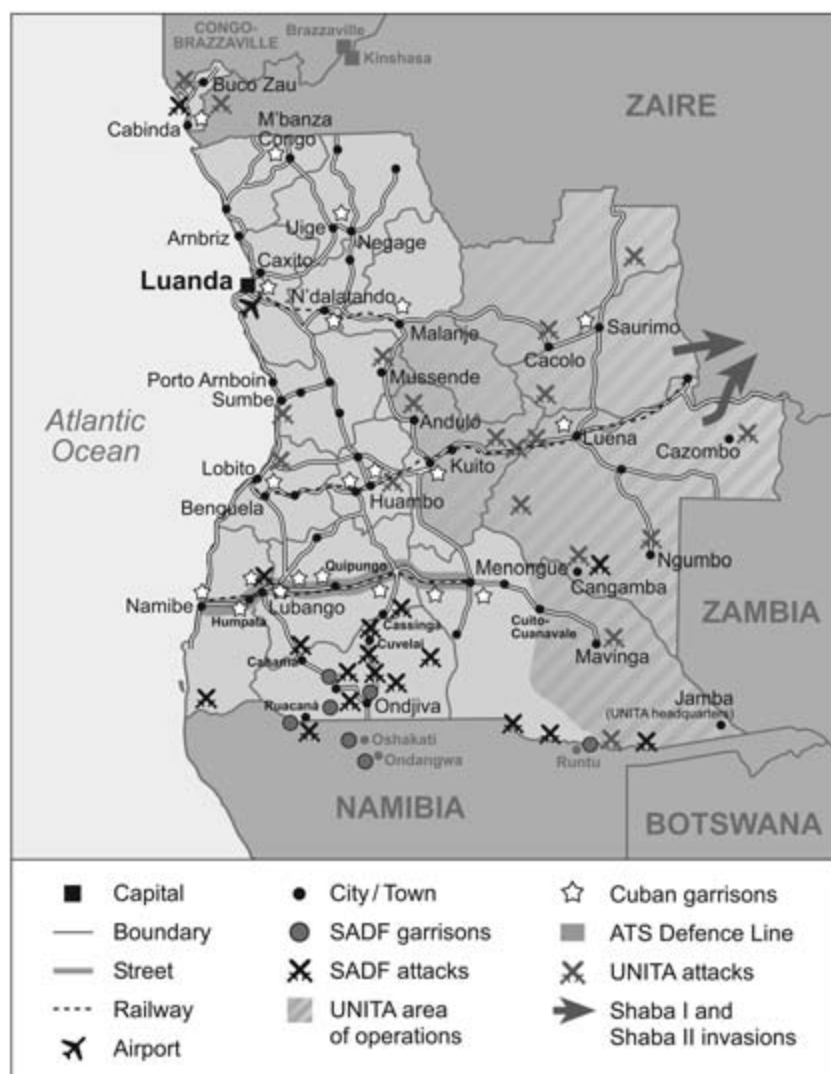 CONGO-
BRAZZAVILLE
Brazzaville
Kinshasa
ZAIRE
Buco Zau
Cabinda
M'banza
Congo
Uige
Negage
Arnbriz
Caxito
Luanda
N'dalatando
Malanje
Saurimo
Cacolo
Mussende
Porto Arnboin
Sumbe
Andulo
Atlantic
Ocean
Luena
Cazombo
Lobito
Kuito
Huambo
Benguela
Ngumbo
Quipungo
Menongue
Cangamba
Namibe
Humpata
Lubango
Cassinga
Cuito-
Cuanavale
ZAMBIA
Cuvelai
Mavinga
Cahama
Ruacaná
Ondjiva
Jamba
(UNITA headquarters)
Oshakati
Ondangwa
Runtu
NAMIBIA
BOTSWANA
Capital
Boundary
Street
Railway
Airport
City/Town
SADF garrisons
SADF attacks
UNITA area
of operations
Cuban garrisons
ATS Defence Line
UNITA attacks
Shaba I and
Shaba II invasions